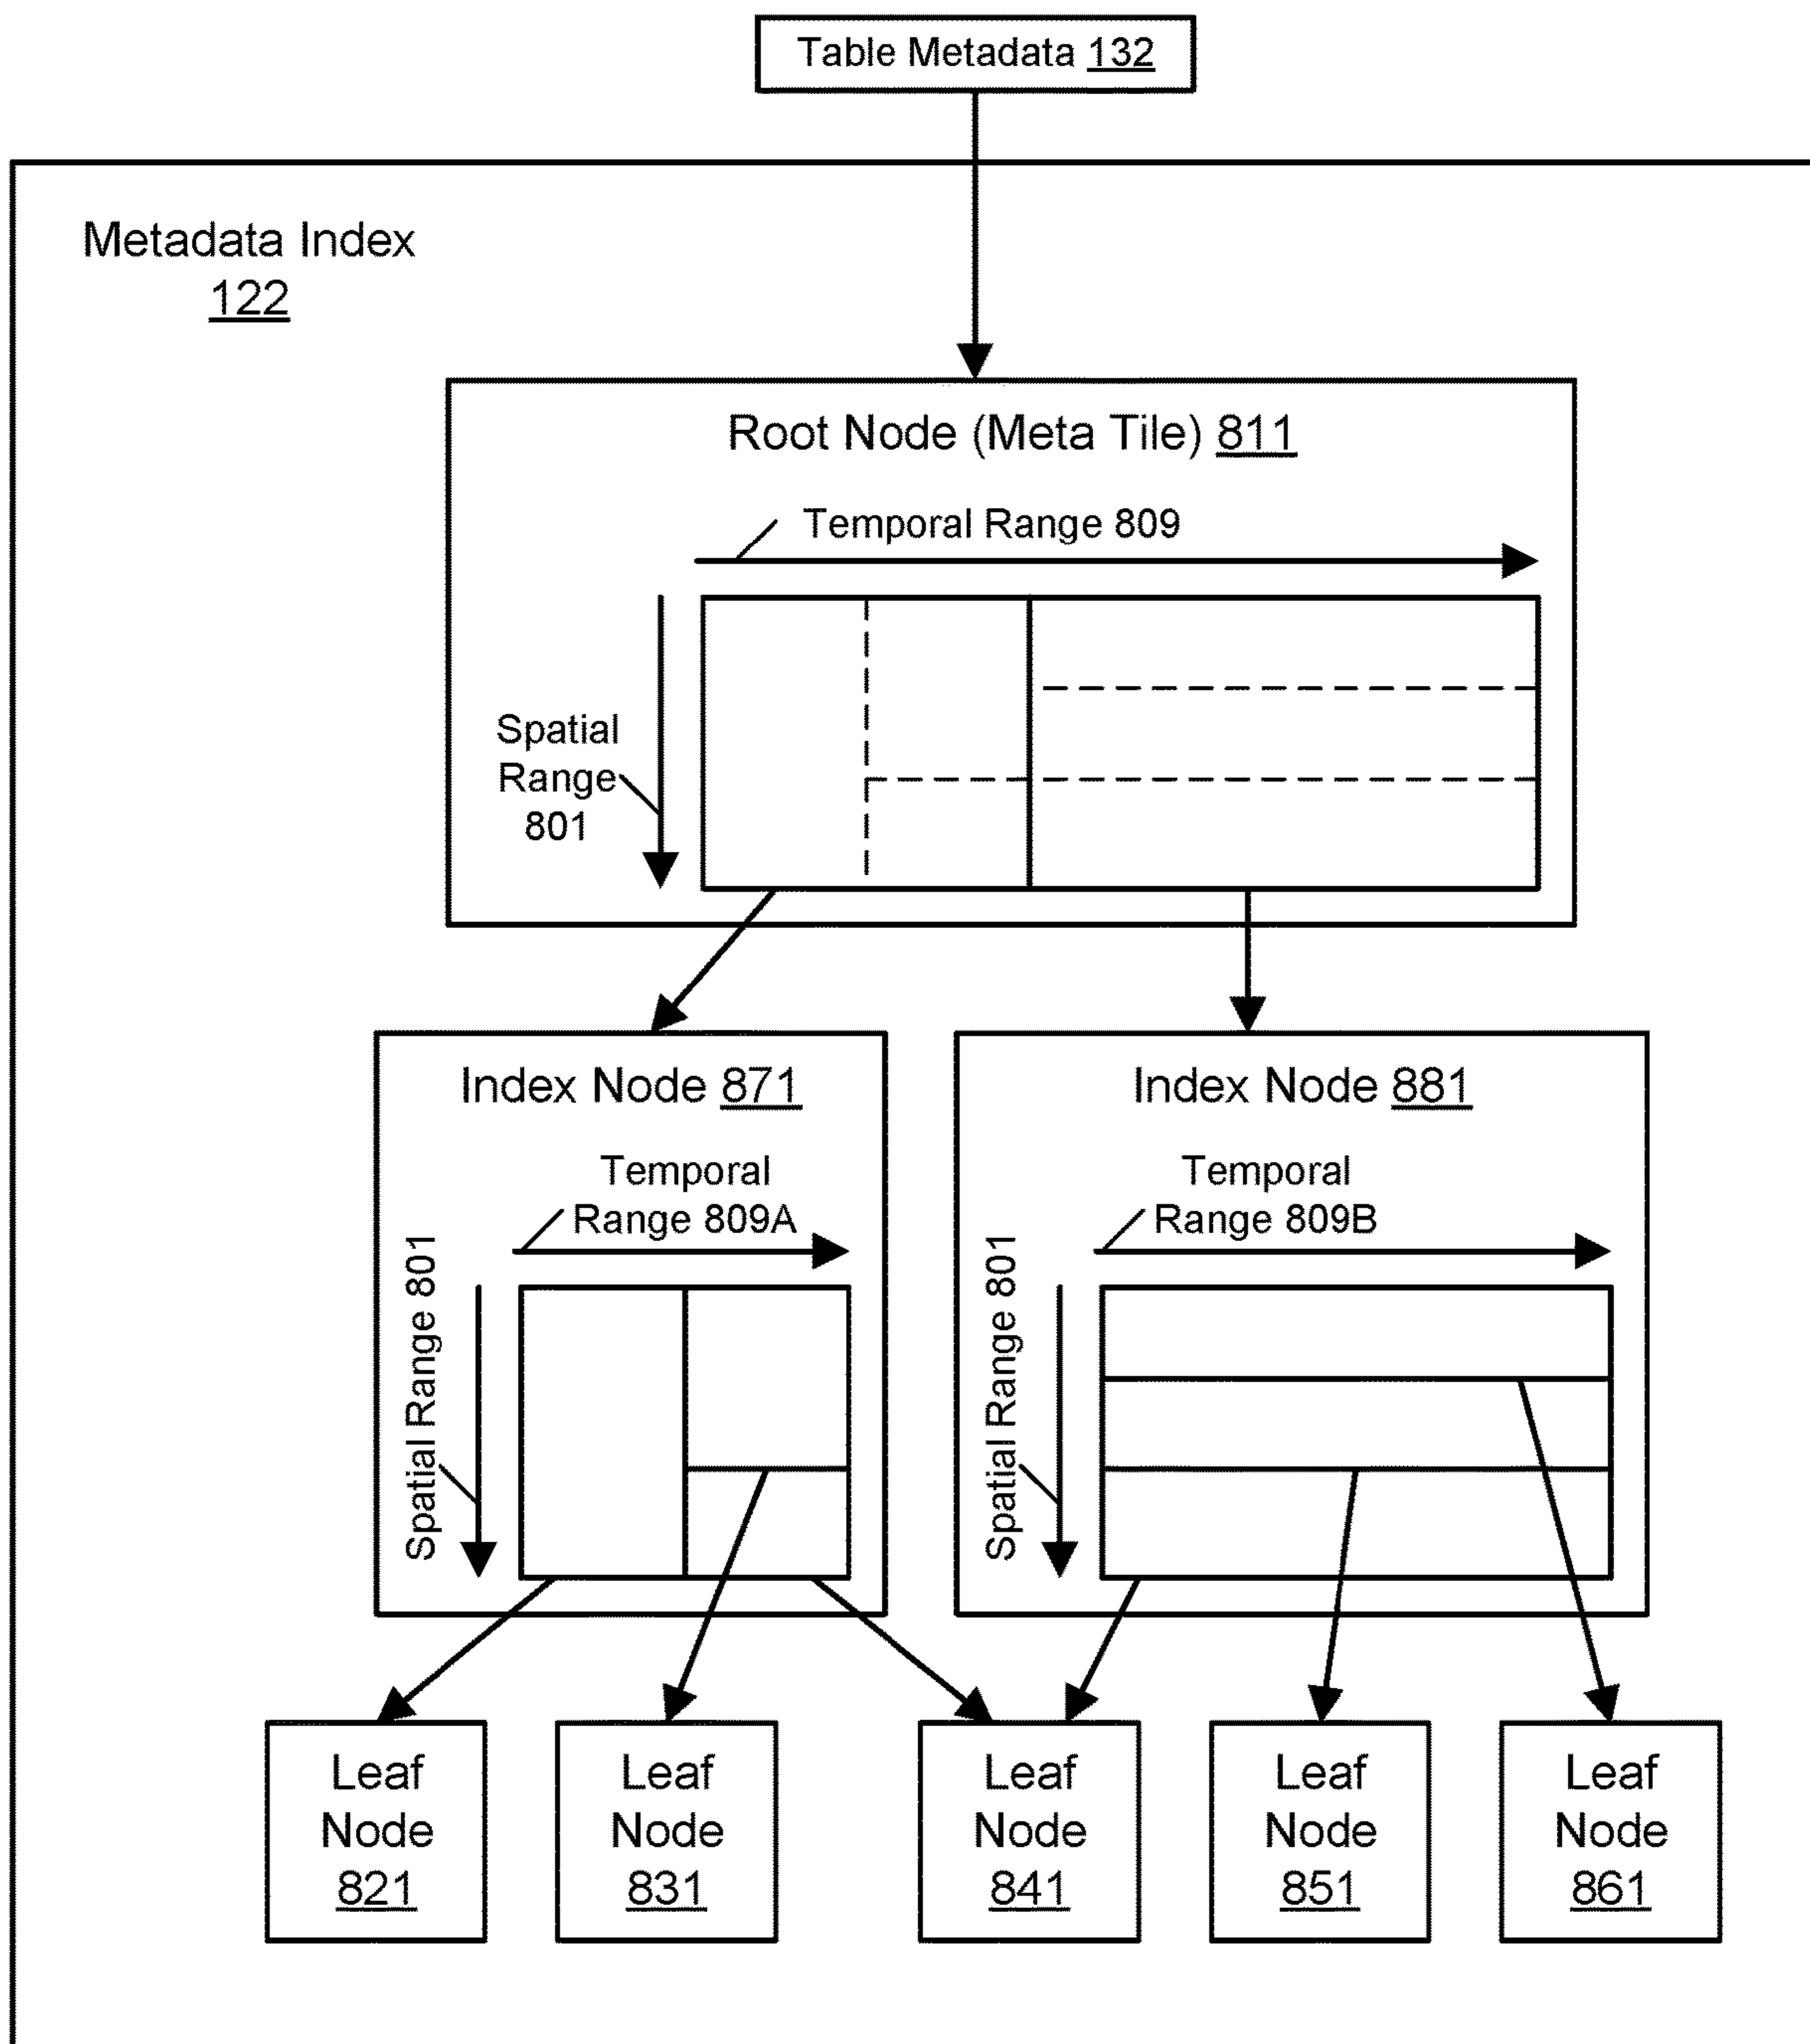 Table Metadata 132
Metadata Index
122
Root Node (Meta Tile) 811
Temporal Range 809
Spatial
Range
801
Index Node 871
Temporal
Range 809A
Spatial Range 801
Index Node 881
Temporal
Range 809B
Spatial Range 801
Leaf
Node
821
Leaf
Node
831
Leaf
Node
841
Leaf
Node
851
Leaf
Node
861